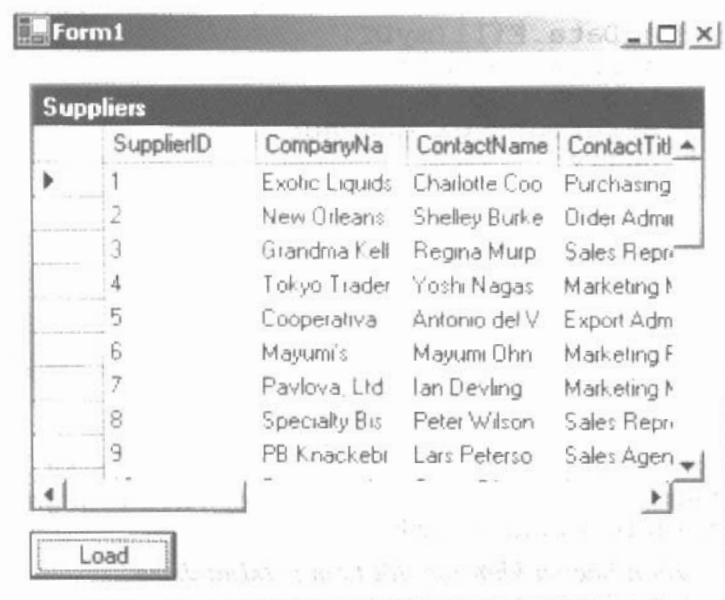 Form1
Suppliers
SupplierID CompanyNa ContactName ContactTitl
1 Exotic Liquids Charlotte Coo Purchasing
2 New Orleans Shelley Burke Order Admi
3 Grandma Kell Regina Murp Sales Repr
4 Tokyo Trader Yoshi Nagas Marketing M
5 Cooperativa Antonio del V Export Adm
6 Mayumi's Mayumi Ohn Marketing R
7 Pavlova, Ltd Ian Devling Marketing M
8 Specialty Bis Peter Wilson Sales Repr
9 PB Knackebr Lars Peterso Sales Agen
Load